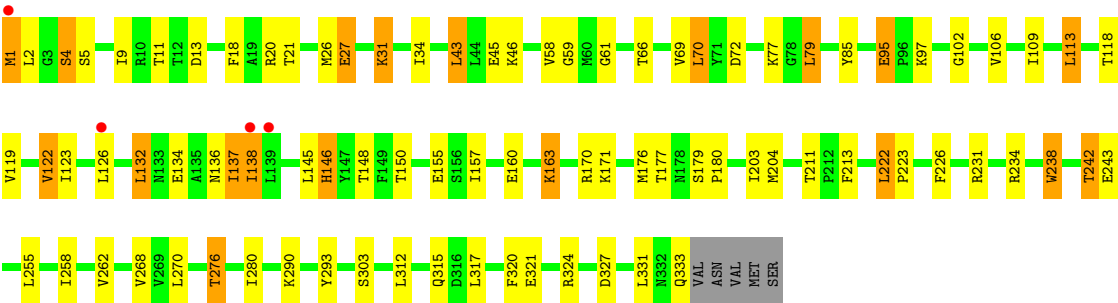 M1 L2 G3 S4 S5 I9 R10 T11 T12 D13 F18 A19 R20 T21 M26 E27 K31 I34 L43 L44 E45 K46 V58 G59 M60 G61 T66 V69 L70 Y71 D72 K77 G78 L79 Y85 E95 P96 K97 G102 V106 I109 L113 T118
V119 V122 I123 L126 L132 N133 E134 A135 N136 I137 I138 L139 L145 H146 Y147 T148 F149 T150 E155 S156 I157 E160 K163 R170 K171 M176 T177 N178 S179 P180 I203 M204 T211 P212 F213 L222 P223 F226 R231 R234 W238 T242 E243
L255 I258 V262 V268 V269 L270 T276 I280 K290 Y293 S303 L312 Q315 D316 L317 F320 E321 R324 D327 L331 N332 Q333 VAL ASN VAL MET SER